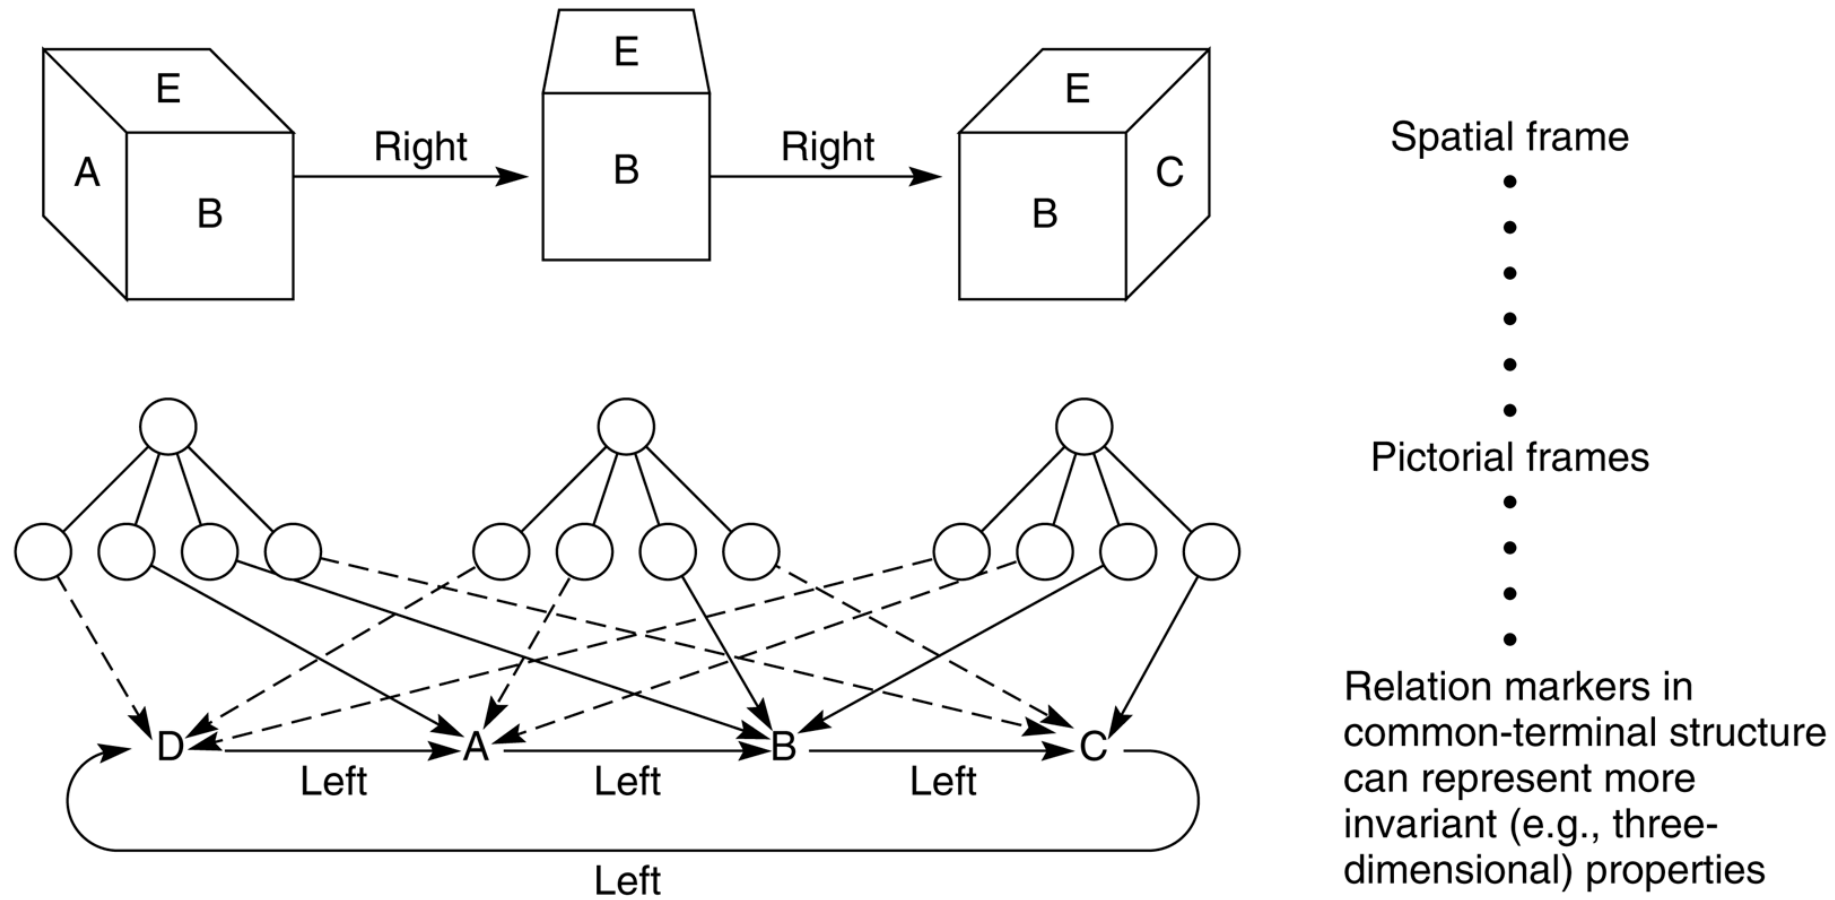 E
A
B
Right
E
B
Right
E
B
C
Spatial frame
Pictorial frames
D
A
B
C
Left
Left
Left
Left
Relation markers in
common-terminal structure
can represent more
invariant (e.g., three-
dimensional) properties